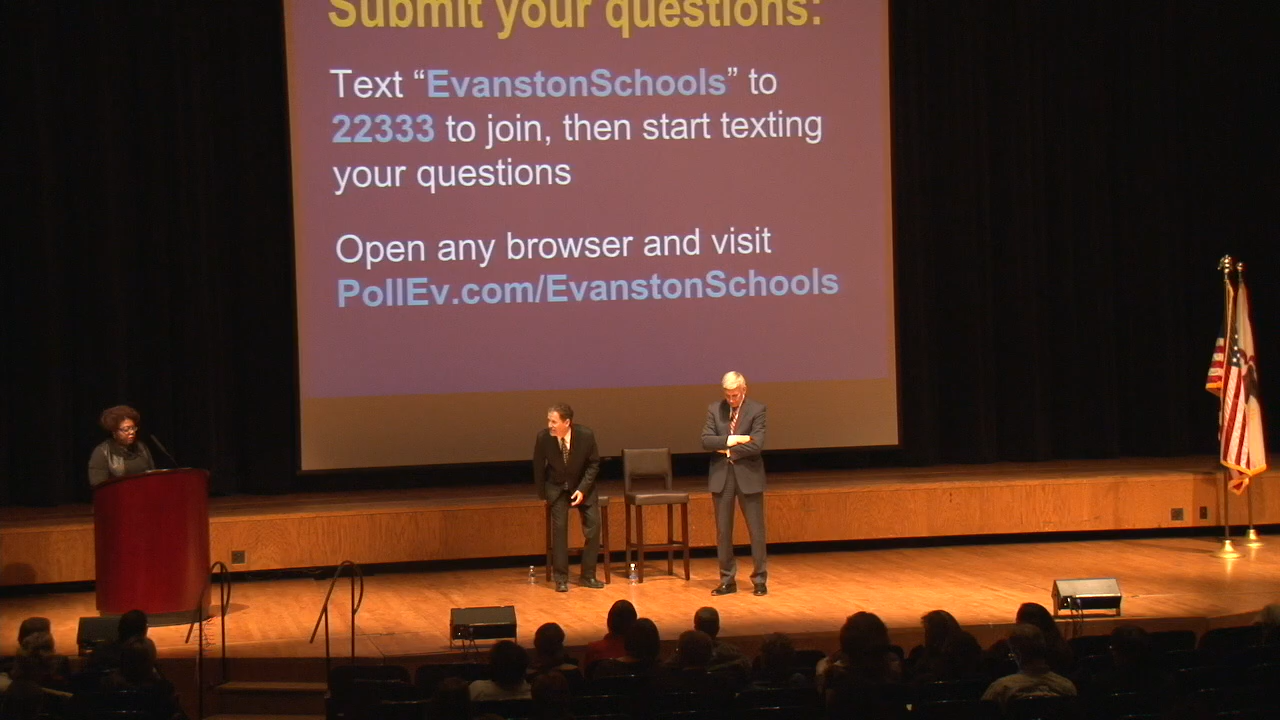 Submit your questions:
Text “EvanstonSchools” to
22333 to join, then start texting
your questions
Open any browser and visit
PollEv.com/EvanstonSchools